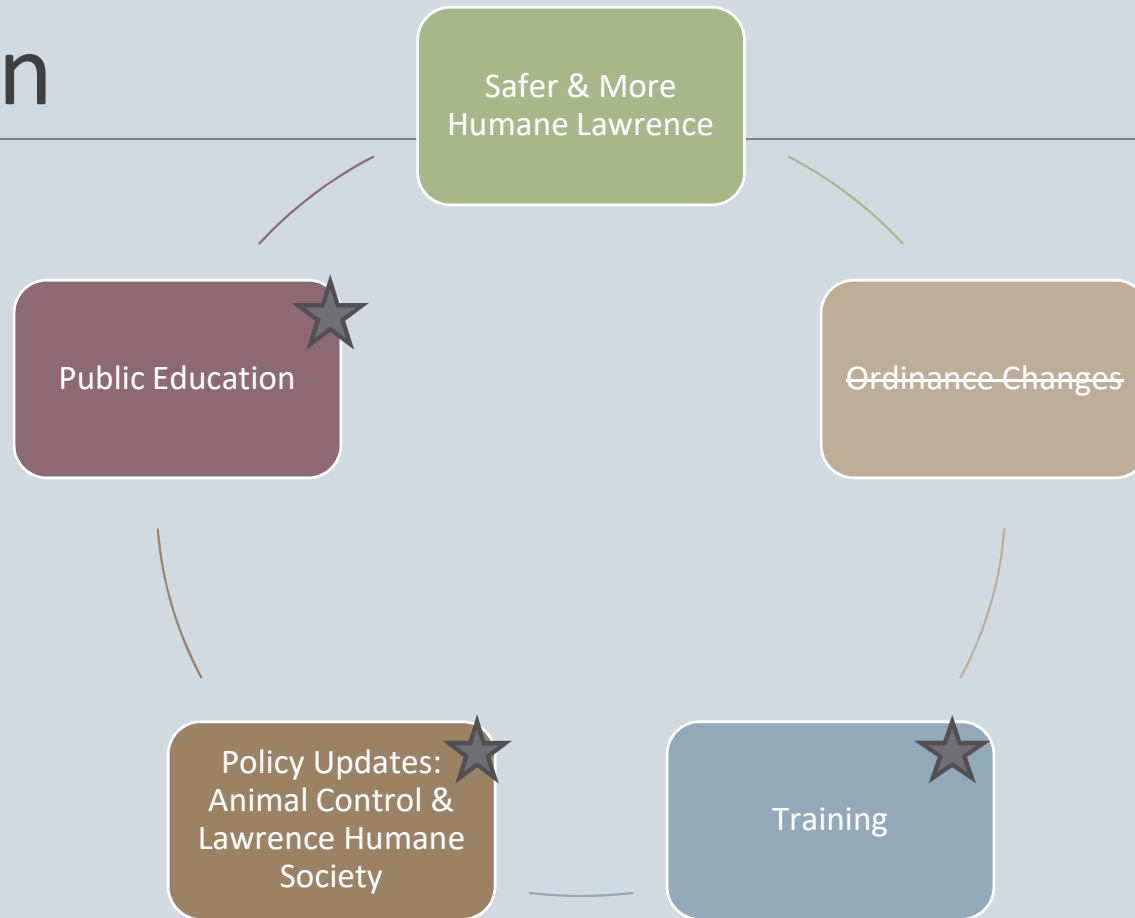 n
Safer & More
Humane Lawrence
Public Education
Ordinance Changes
Policy Updates:
Animal Control &
Lawrence Humane
Society
Training